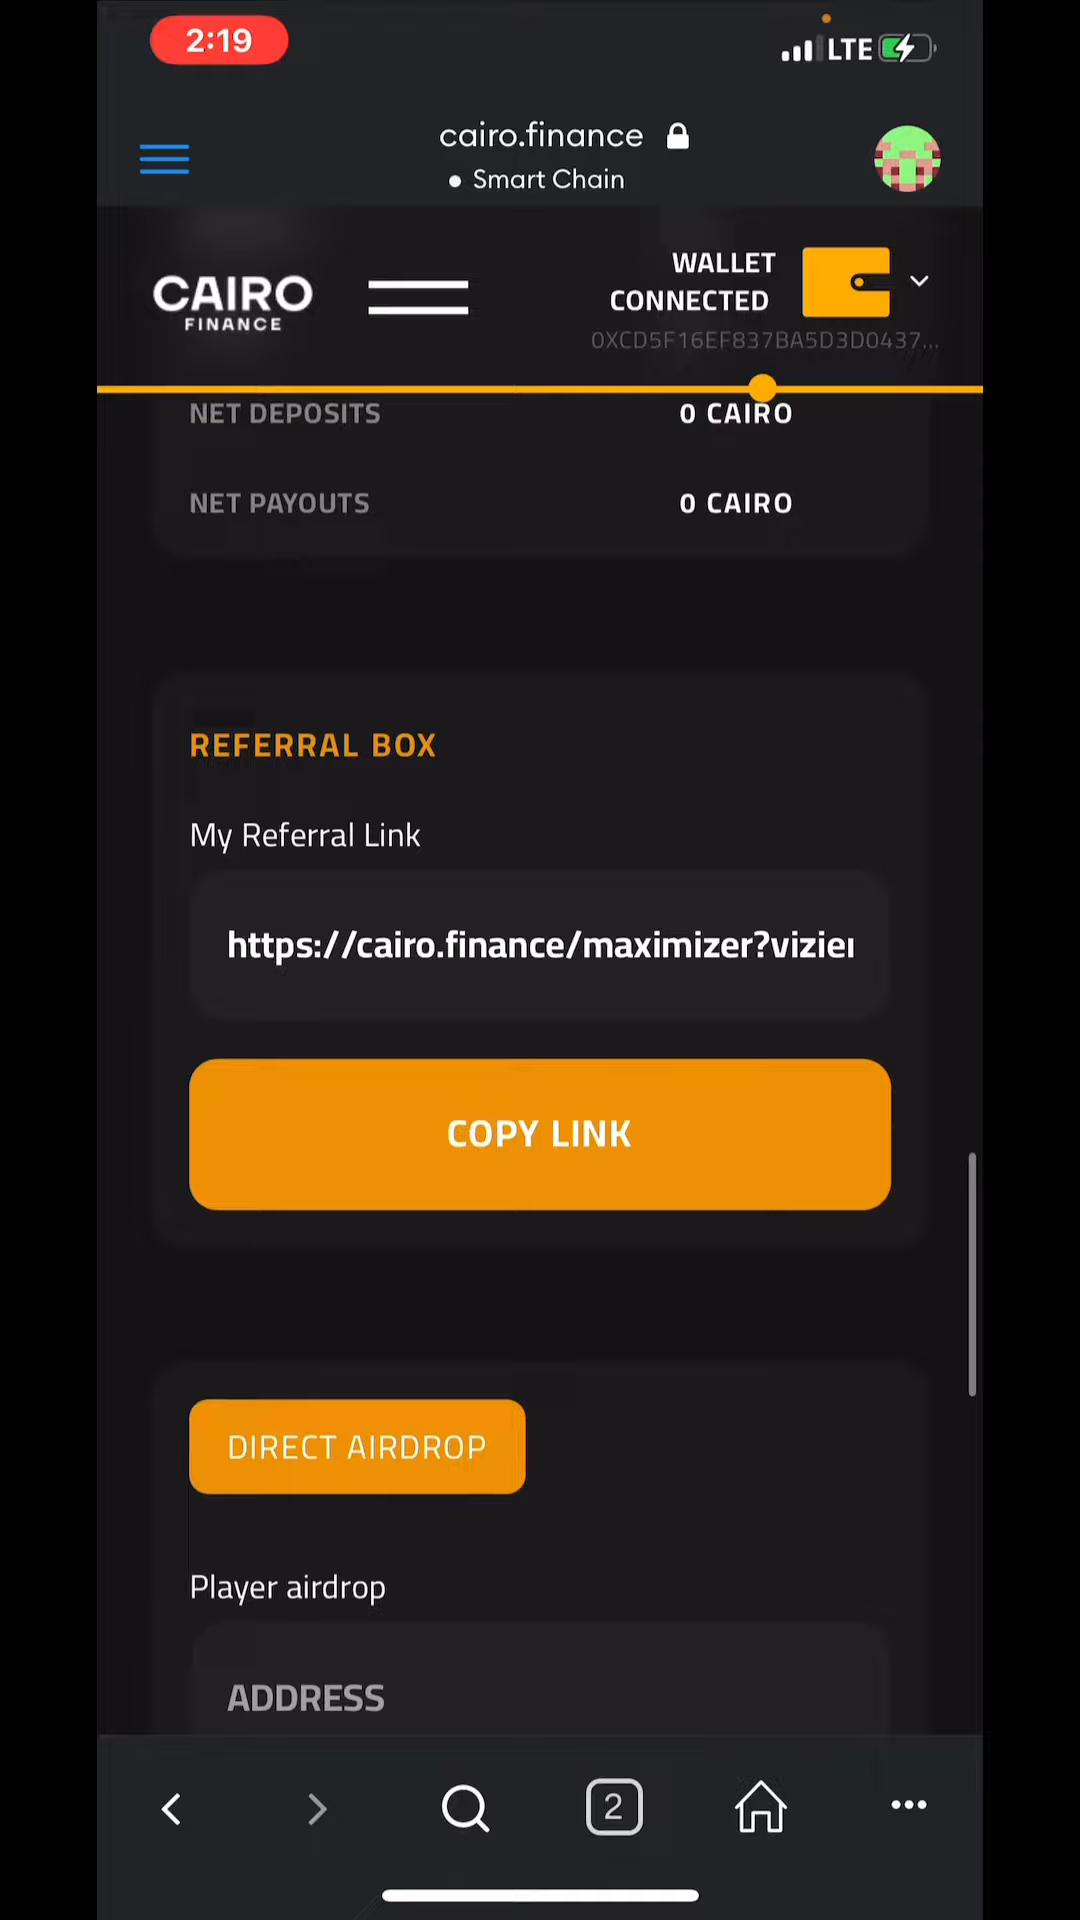 2:19
LTE
cairo.finance
Smart Chain
CAIRO
FINANCE
WALLET
CONNECTED
0XCD5F16EF837BA5D3D0437...
NET DEPOSITS
0 CAIRO
NET PAYOUTS
0 CAIRO
REFERRAL BOX
My Referral Link
https://cairo.finance/maximizer?vizier
COPY LINK
DIRECT AIRDROP
Player airdrop
ADDRESS
2